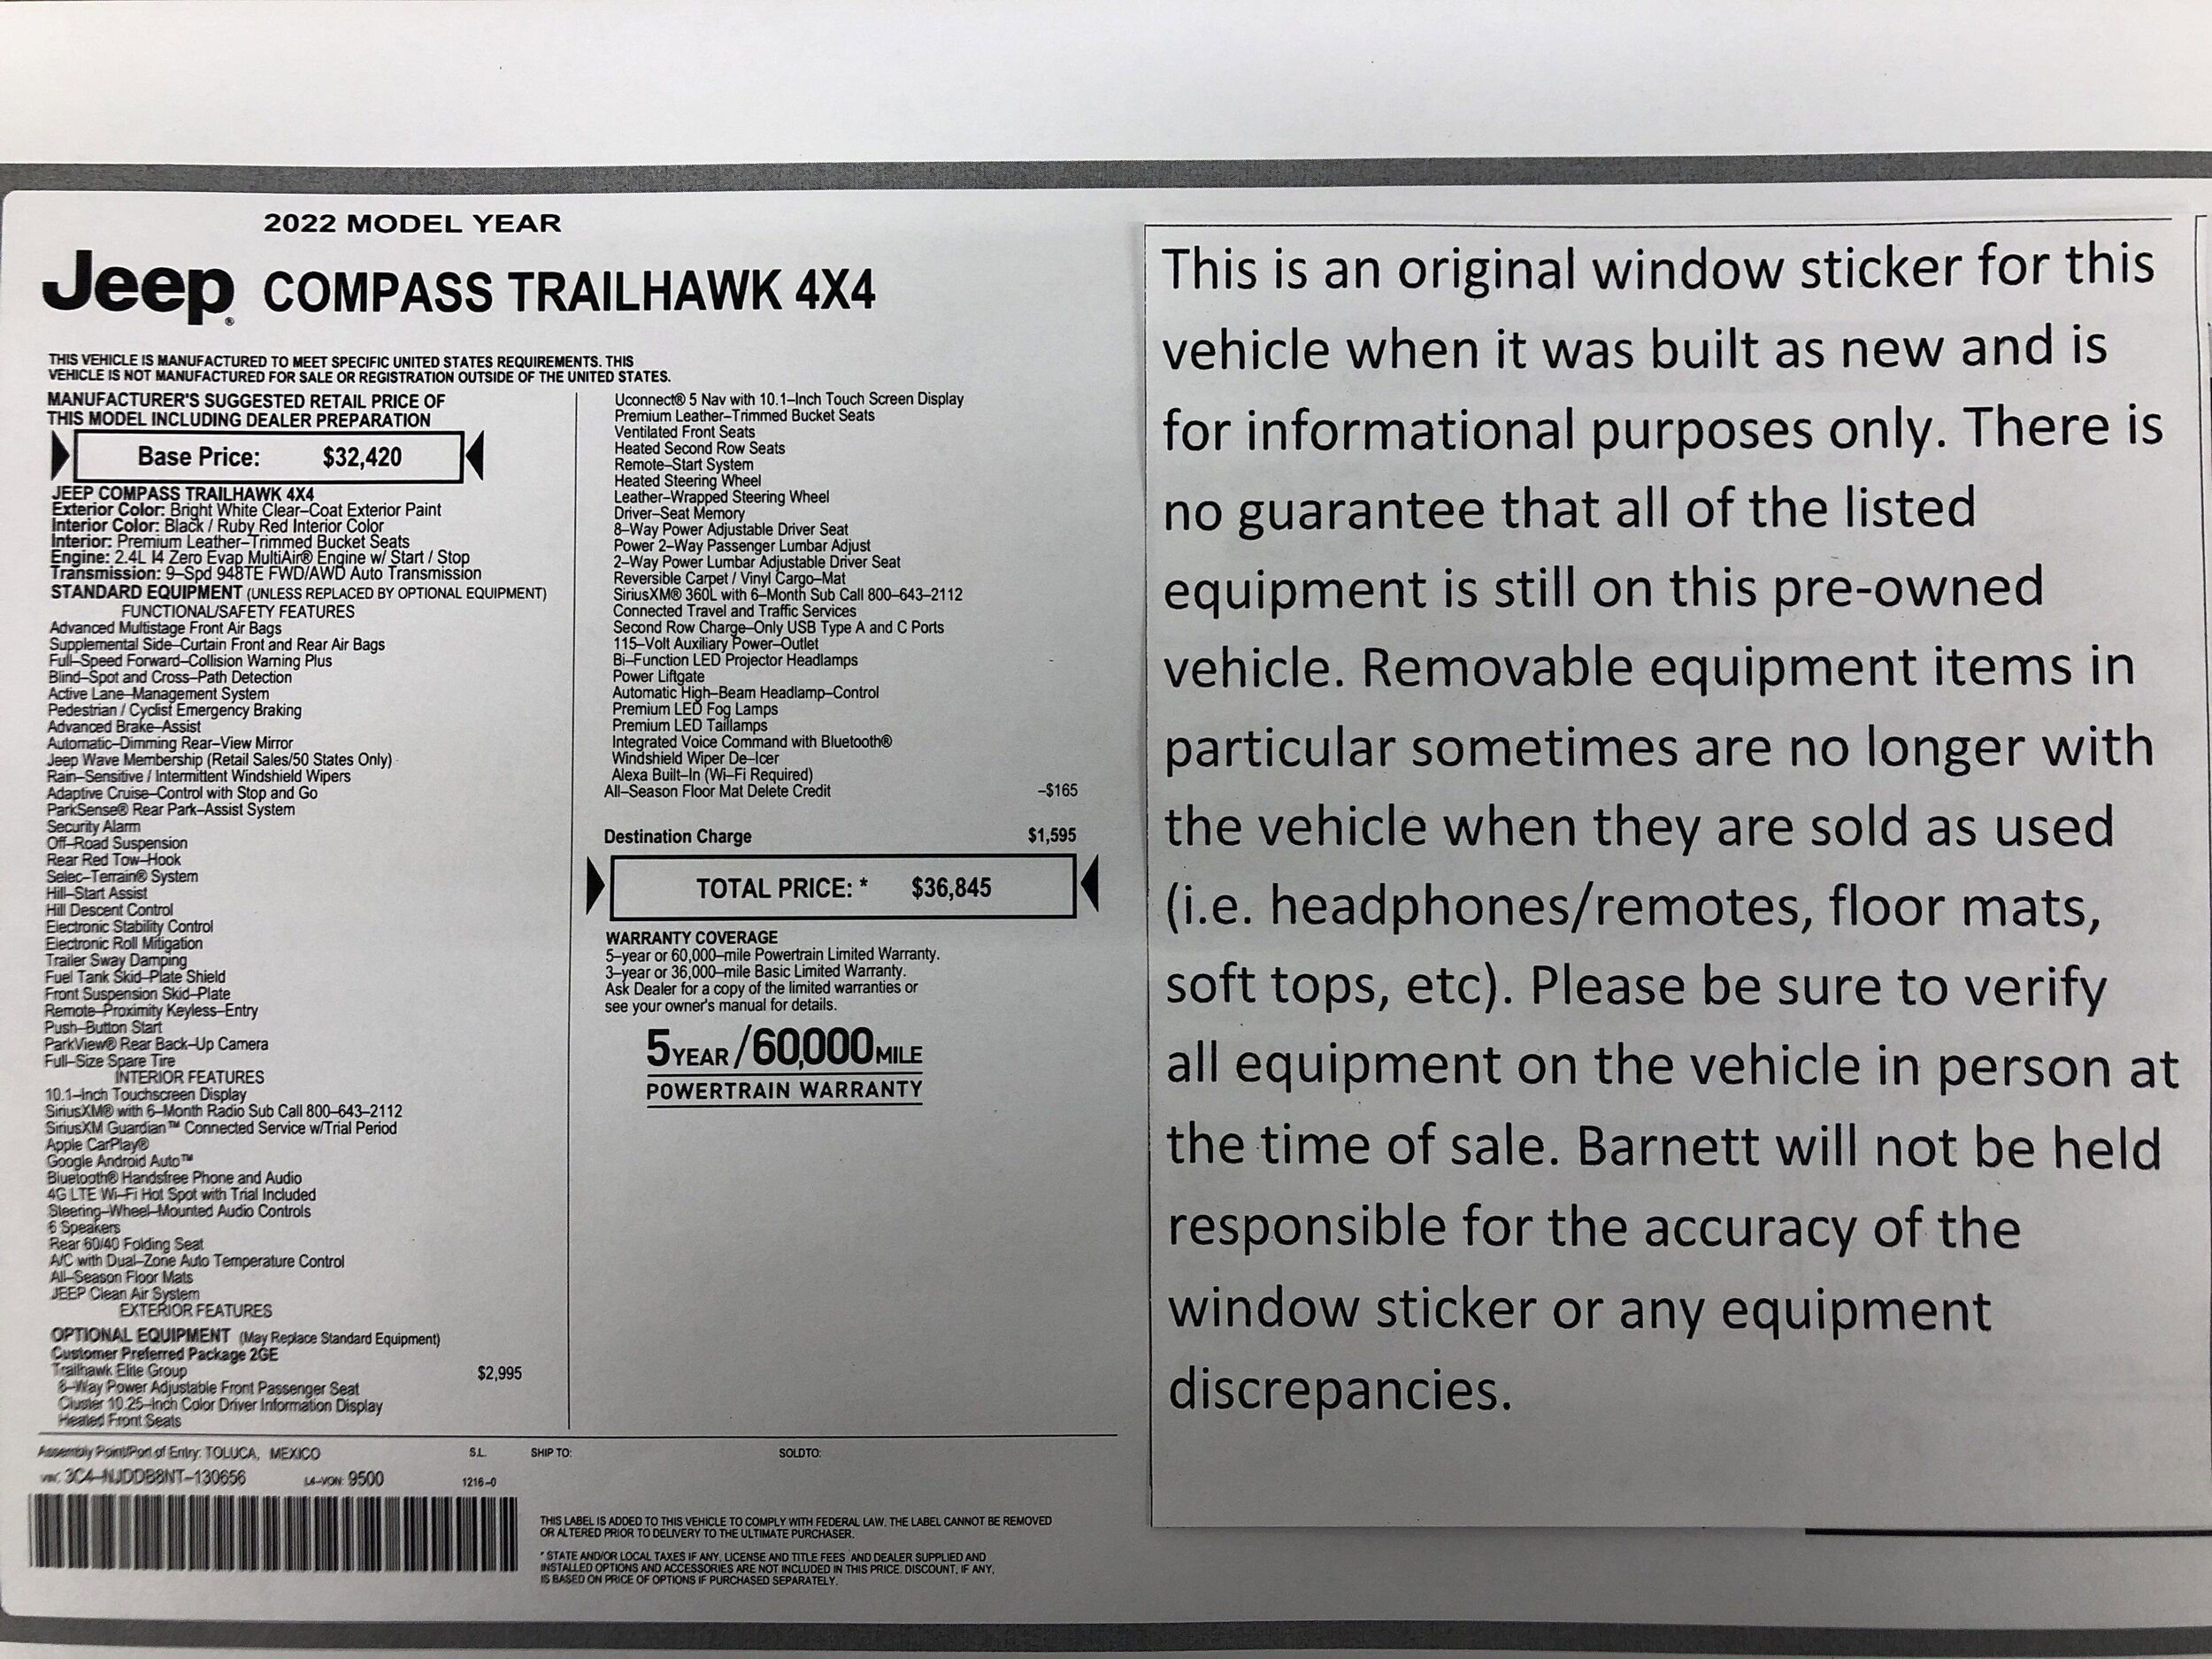 2022 MODEL YEAR
Jeep® COMPASS TRAILHAWK 4X4
THIS VEHICLE IS MANUFACTURED TO MEET SPECIFIC UNITED STATES REQUIREMENTS. THIS
VEHICLE IS NOT MANUFACTURED FOR SALE OR REGISTRATION OUTSIDE OF THE UNITED STATES.
MANUFACTURER'S SUGGESTED RETAIL PRICE OF
THIS MODEL INCLUDING DEALER PREPARATION
Base Price: $32,420
JEEP COMPASS TRAILHAWK 4X4
Exterior Color: Bright White Clear–Coat Exterior Paint
Interior Color: Black / Ruby Red Interior Color
Interior: Premium Leather–Trimmed Bucket Seats
Engine: 2.4L I4 Zero Evap MultiAir® Engine w/ Start / Stop
Transmission: 9–Spd 948TE FWD/AWD Auto Transmission
STANDARD EQUIPMENT (UNLESS REPLACED BY OPTIONAL EQUIPMENT)
FUNCTIONAL/SAFETY FEATURES
Advanced Multistage Front Air Bags
Supplemental Side–Curtain Front and Rear Air Bags
Full–Speed Forward–Collision Warning Plus
Blind–Spot and Cross–Path Detection
Active Lane–Management System
Pedestrian / Cyclist Emergency Braking
Advanced Brake–Assist
Automatic–Dimming Rear–View Mirror
Jeep Wave Membership (Retail Sales/50 States Only)
Rain–Sensitive / Intermittent Windshield Wipers
Adaptive Cruise–Control with Stop and Go
ParkSense® Rear Park–Assist System
Security Alarm
Off–Road Suspension
Rear Red Tow–Hook
Selec–Terrain® System
Hill–Start Assist
Hill Descent Control
Electronic Stability Control
Electronic Roll Mitigation
Trailer Sway Damping
Fuel Tank Skid–Plate Shield
Front Suspension Skid–Plate
Remote–Proximity Keyless–Entry
Push–Button Start
ParkView® Rear Back–Up Camera
Full–Size Spare Tire
INTERIOR FEATURES
10.1–Inch Touchscreen Display
SiriusXM® with 6–Month Radio Sub Call 800–643–2112
SiriusXM Guardian™ Connected Service w/Trial Period
Apple CarPlay®
Google Android Auto™
Bluetooth® Handsfree Phone and Audio
4G LTE Wi–Fi Hot Spot with Trial Included
Steering–Wheel–Mounted Audio Controls
6 Speakers
Rear 60/40 Folding Seat
A/C with Dual–Zone Auto Temperature Control
All–Season Floor Mats
JEEP Clean Air System
EXTERIOR FEATURES
OPTIONAL EQUIPMENT (May Replace Standard Equipment)
Customer Preferred Package 2GE
Trailhawk Elite Group $2,995
8–Way Power Adjustable Front Passenger Seat
Cluster 10.25–Inch Color Driver Information Display
Heated Front Seats
Uconnect® 5 Nav with 10.1–Inch Touch Screen Display
Premium Leather–Trimmed Bucket Seats
Ventilated Front Seats
Heated Second Row Seats
Remote–Start System
Heated Steering Wheel
Leather–Wrapped Steering Wheel
Driver–Seat Memory
8–Way Power Adjustable Driver Seat
Power 2–Way Passenger Lumbar Adjust
2–Way Power Lumbar Adjustable Driver Seat
Reversible Carpet / Vinyl Cargo–Mat
SiriusXM® 360L with 6–Month Sub Call 800–643–2112
Connected Travel and Traffic Services
Second Row Charge–Only USB Type A and C Ports
115–Volt Auxiliary Power–Outlet
Bi–Function LED Projector Headlamps
Power Liftgate
Automatic High–Beam Headlamp–Control
Premium LED Fog Lamps
Premium LED Taillamps
Integrated Voice Command with Bluetooth®
Windshield Wiper De–Icer
Alexa Built–In (Wi–Fi Required)
All–Season Floor Mat Delete Credit –$165
Destination Charge $1,595
TOTAL PRICE: * $36,845
WARRANTY COVERAGE
5–year or 60,000–mile Powertrain Limited Warranty.
3–year or 36,000–mile Basic Limited Warranty.
Ask Dealer for a copy of the limited warranties or
see your owner's manual for details.
5 YEAR / 60,000 MILE
POWERTRAIN WARRANTY
Assembly Point/Port of Entry: TOLUCA, MEXICO S.L. SHIP TO: SOLD TO:
VIN: 3C4–NJDDB8NT–130656 L4–VON: 9500 1216–0
THIS LABEL IS ADDED TO THIS VEHICLE TO COMPLY WITH FEDERAL LAW. THE LABEL CANNOT BE REMOVED
OR ALTERED PRIOR TO DELIVERY TO THE ULTIMATE PURCHASER.
* STATE AND/OR LOCAL TAXES IF ANY, LICENSE AND TITLE FEES AND DEALER SUPPLIED AND
INSTALLED OPTIONS AND ACCESSORIES ARE NOT INCLUDED IN THIS PRICE. DISCOUNT, IF ANY,
IS BASED ON PRICE OF OPTIONS IF PURCHASED SEPARATELY.
This is an original window sticker for this
vehicle when it was built as new and is
for informational purposes only. There is
no guarantee that all of the listed
equipment is still on this pre-owned
vehicle. Removable equipment items in
particular sometimes are no longer with
the vehicle when they are sold as used
(i.e. headphones/remotes, floor mats,
soft tops, etc). Please be sure to verify
all equipment on the vehicle in person at
the time of sale. Barnett will not be held
responsible for the accuracy of the
window sticker or any equipment
discrepancies.